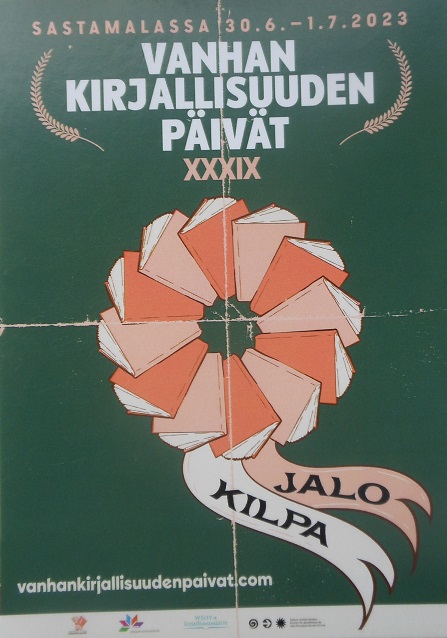 SASTAMALASSA 30.6.–1.7.2023
VANHAN
KIRJALLISUUDEN
PÄIVÄT
XXXIX
JALO
KILPA
vanhankirjallisuudenpaivat.com